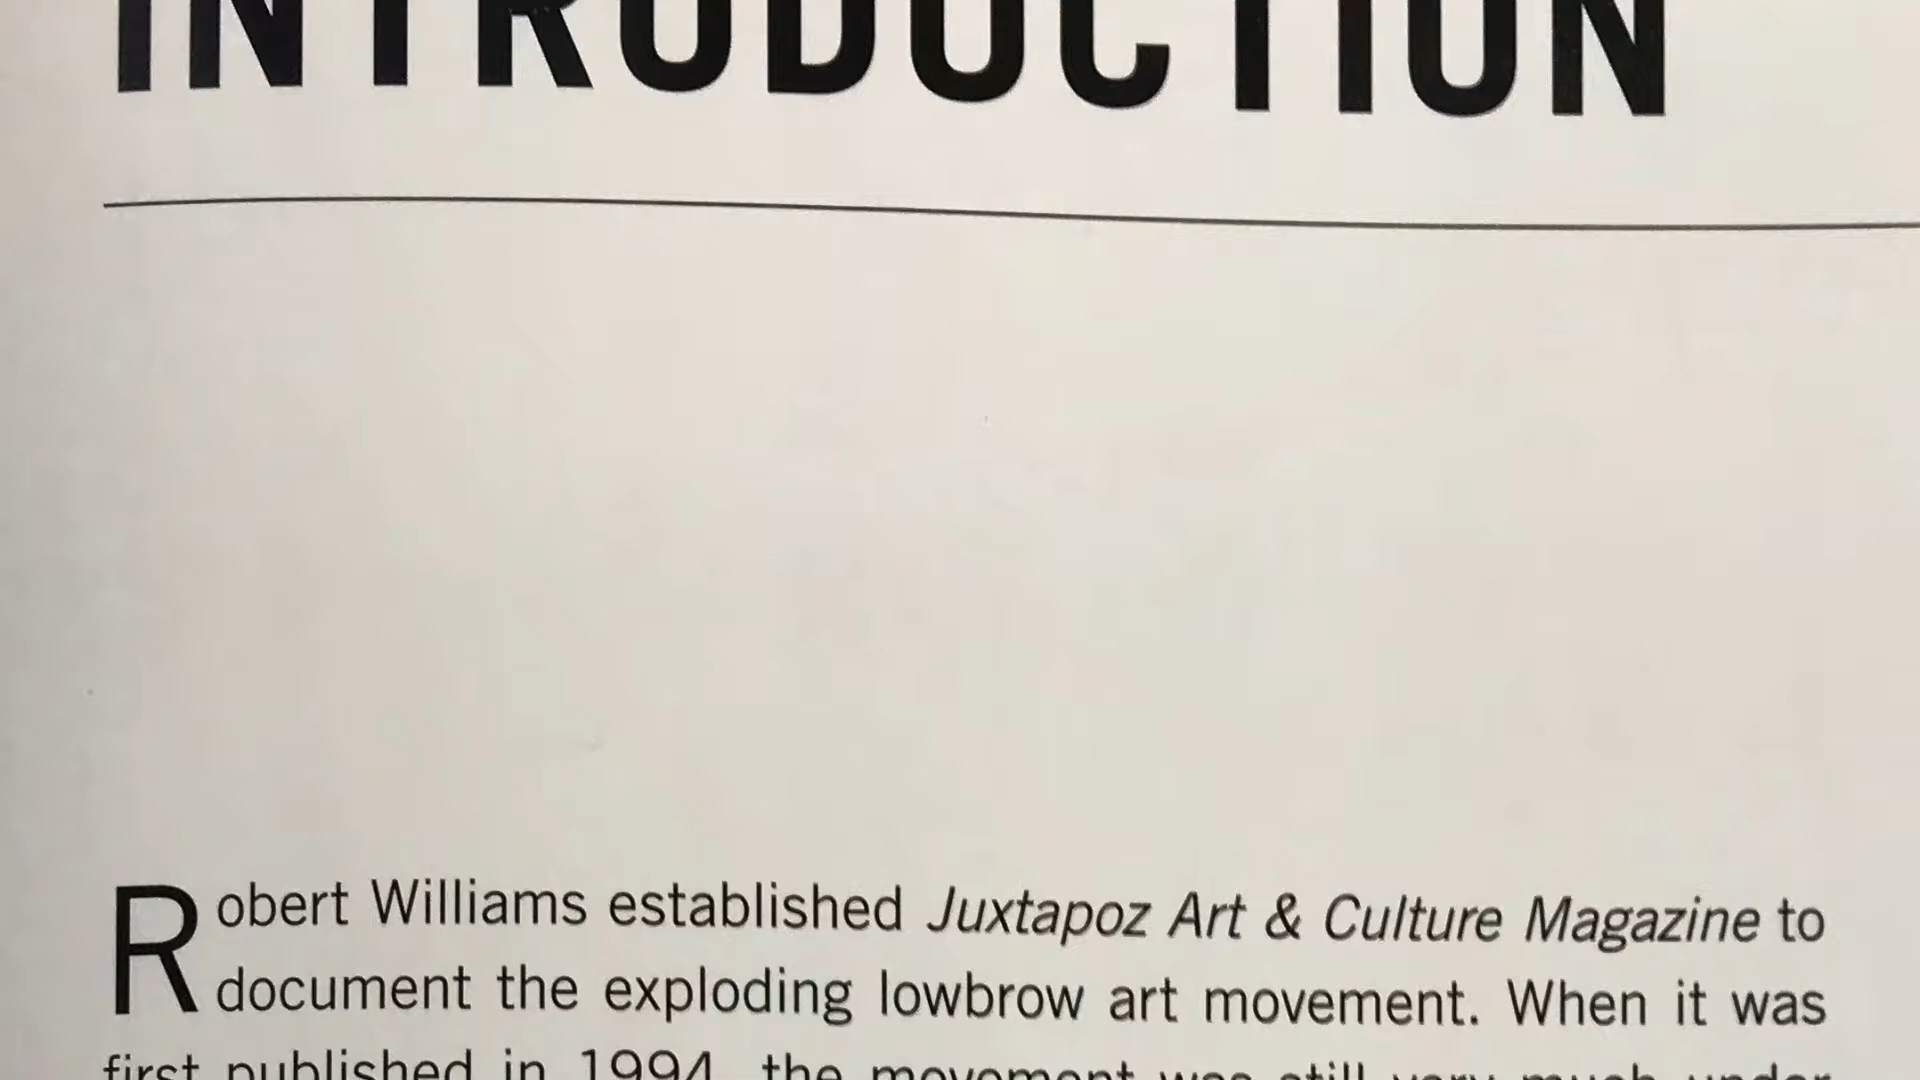 INTRODUCTION
Robert Williams established Juxtapoz Art & Culture Magazine to
document the exploding lowbrow art movement. When it was
first published in 1994, the movement was still very much under